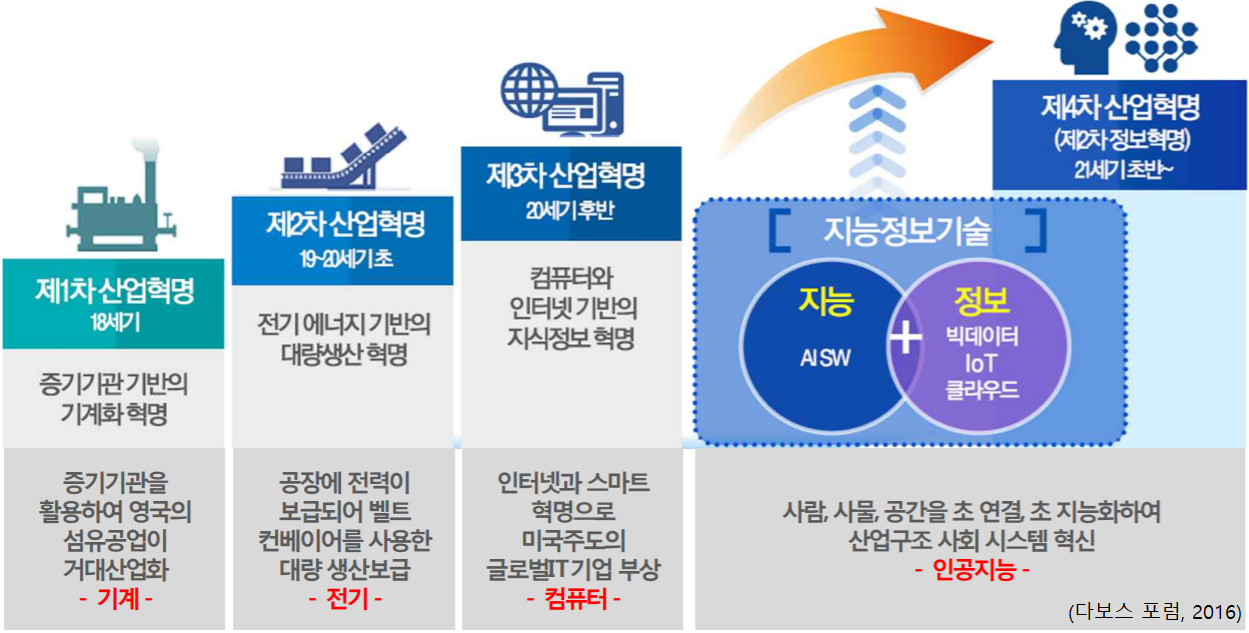 제1차 산업혁명
18세기
증기기관 기반의
기계화 혁명
증기기관을
활용하여 영국의
섬유공업이
거대산업화
- 기계 -
제2차 산업혁명
19~20세기 초
전기 에너지 기반의
대량생산 혁명
공장에 전력이
보급되어 벨트
컨베이어를 사용한
대량 생산보급
- 전기 -
제3차 산업혁명
20세기 후반
컴퓨터와
인터넷 기반의
지식정보 혁명
인터넷과 스마트
혁명으로
미국주도의
글로벌IT기업 부상
- 컴퓨터 -
제4차 산업혁명
(제2차 정보혁명)
21세기 초반~
[ 지능정보기술 ]
지능
AI SW
+
정보
빅데이터
IoT
클라우드
사람, 사물, 공간을 초 연결, 초 지능화하여
산업구조 사회 시스템 혁신
- 인공지능 -
(다보스 포럼, 2016)